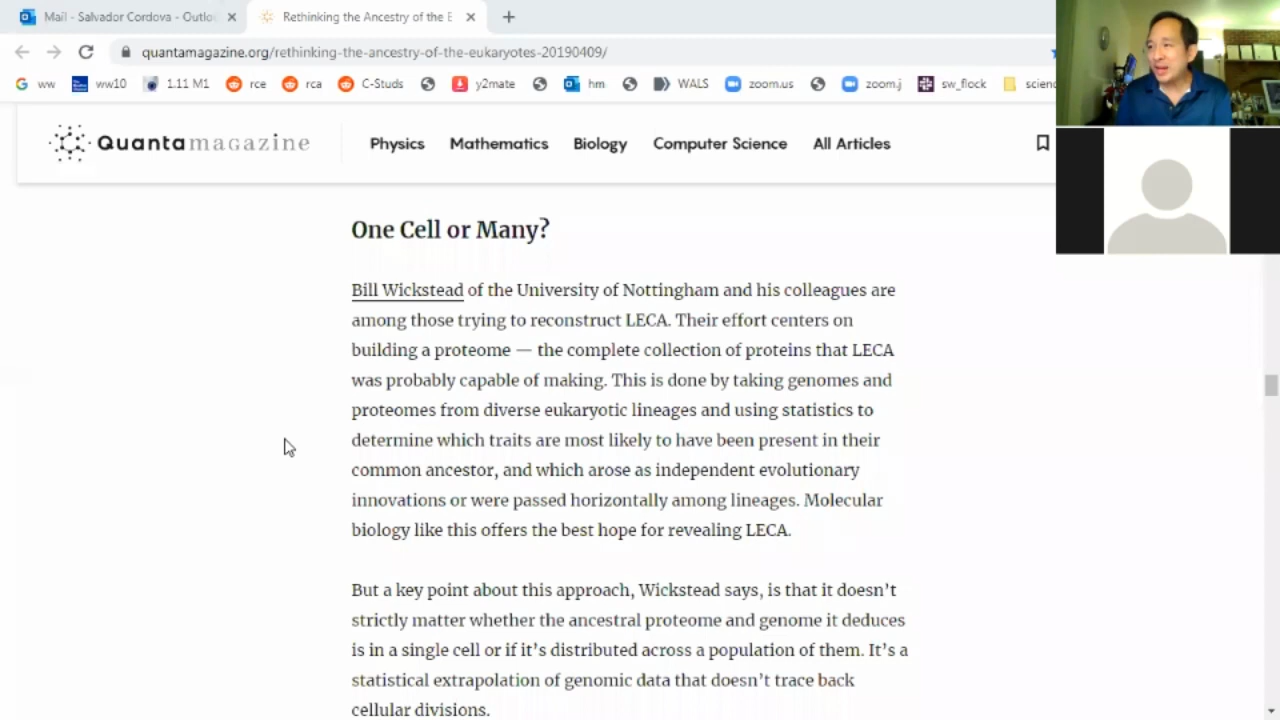 Mail - Salvador Cordova - Outlo
Rethinking the Ancestry of the E
quantamagazine.org/rethinking-the-ancestry-of-the-eukaryotes-20190409/
ww ww10 1.11 M1 rce rca C-Studs y2mate hm WALS zoom.us zoom.j sw_flock scienc
Quantamagazine
Physics Mathematics Biology Computer Science All Articles
One Cell or Many?
Bill Wickstead of the University of Nottingham and his colleagues are
among those trying to reconstruct LECA. Their effort centers on
building a proteome — the complete collection of proteins that LECA
was probably capable of making. This is done by taking genomes and
proteomes from diverse eukaryotic lineages and using statistics to
determine which traits are most likely to have been present in their
common ancestor, and which arose as independent evolutionary
innovations or were passed horizontally among lineages. Molecular
biology like this offers the best hope for revealing LECA.
But a key point about this approach, Wickstead says, is that it doesn’t
strictly matter whether the ancestral proteome and genome it deduces
is in a single cell or if it’s distributed across a population of them. It’s a
statistical extrapolation of genomic data that doesn’t trace back
cellular divisions.